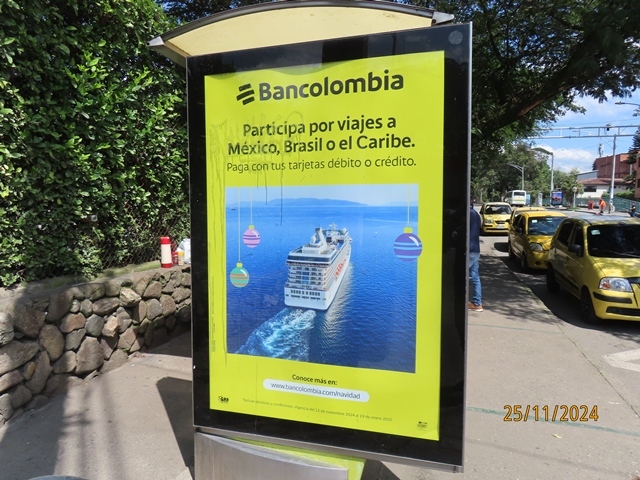 Bancolombia
Participa por viajes a
México, Brasil o el Caribe.
Paga con tus tarjetas débito o crédito.
Conoce más en:
www.bancolombia.com/navidad
25/11/2024